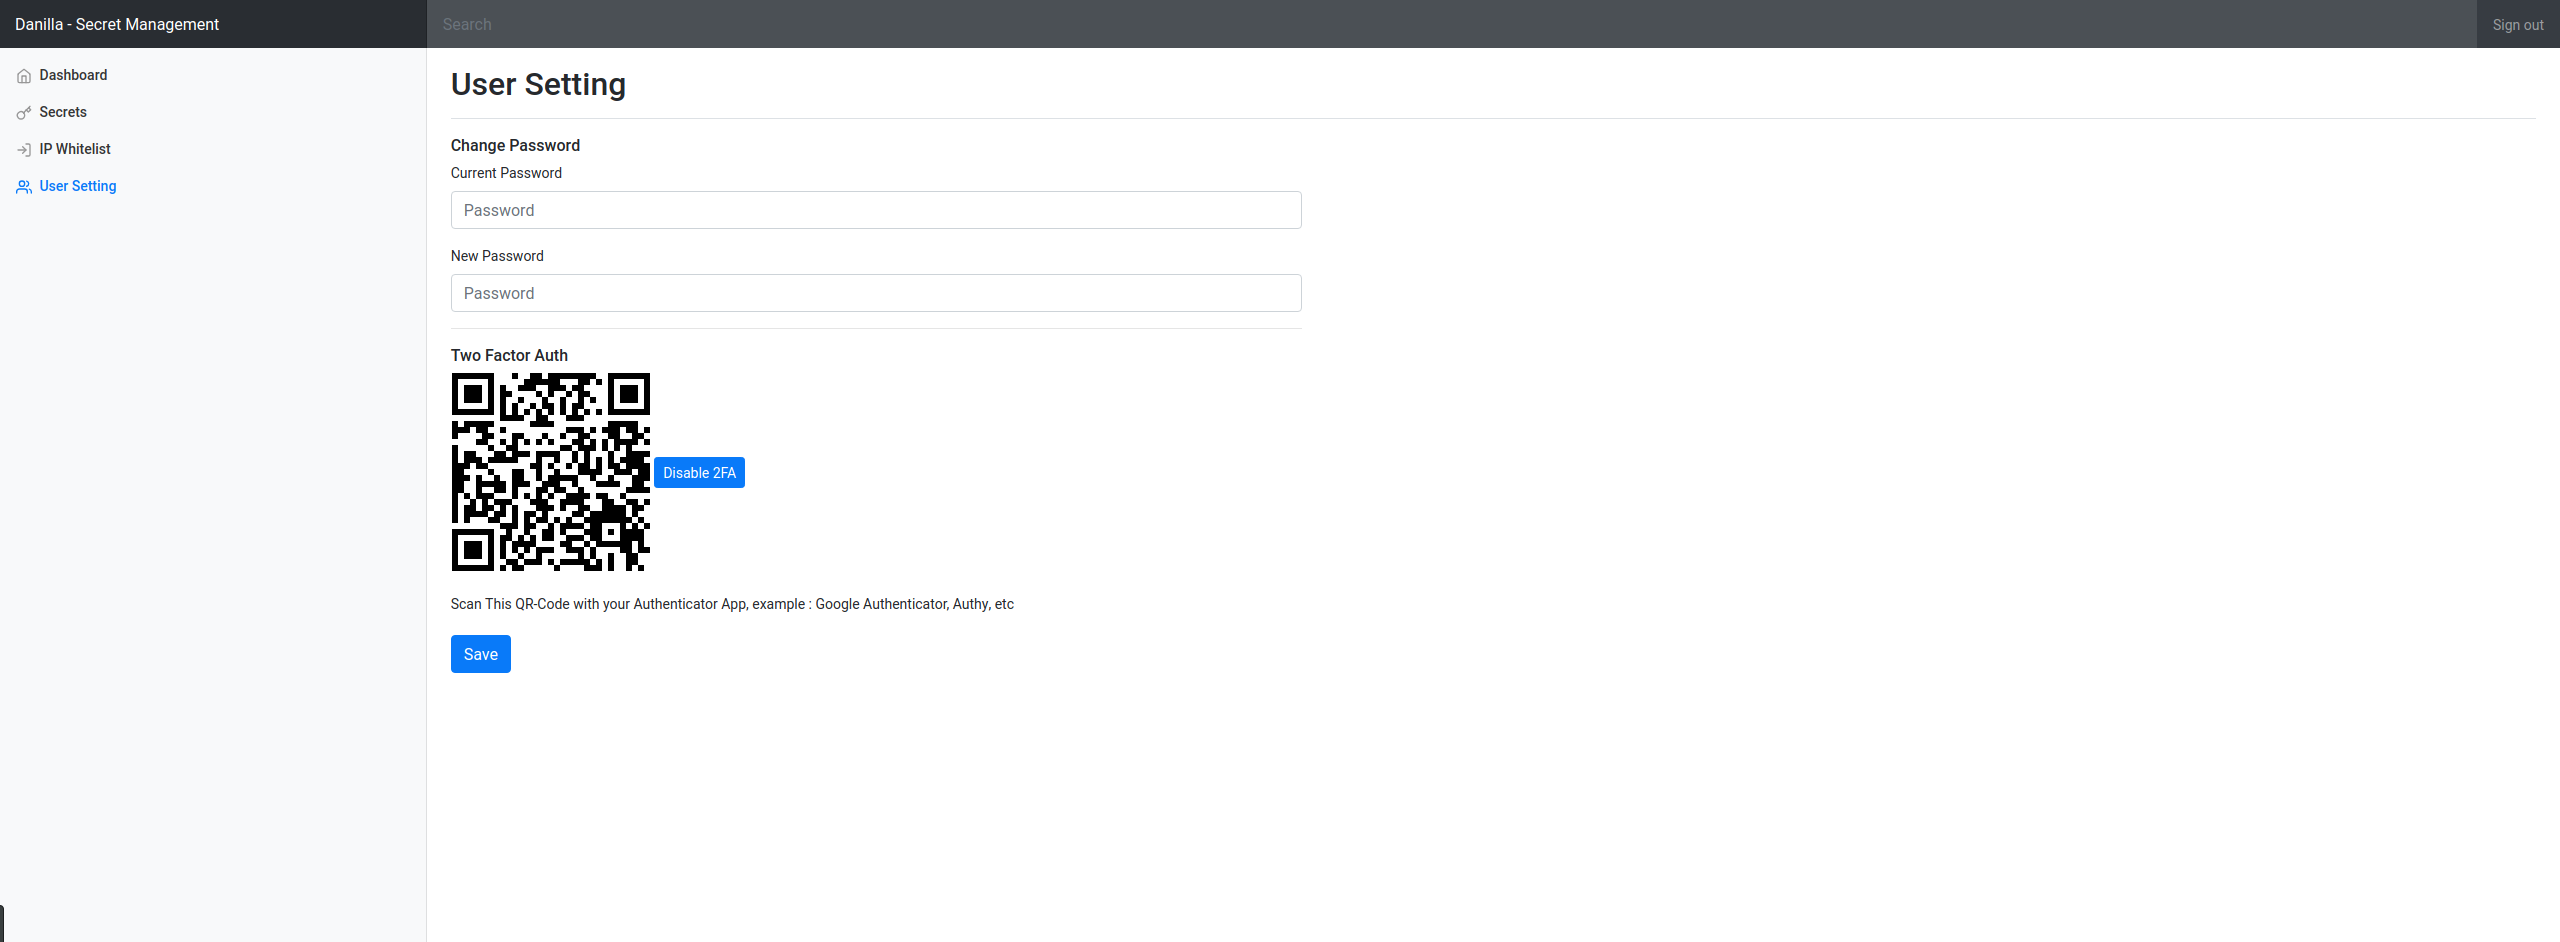 Danilla - Secret Management
Search
Sign out
Dashboard
Secrets
IP Whitelist
User Setting
User Setting
Change Password
Current Password
Password
New Password
Password
Two Factor Auth
Disable 2FA
Scan This QR-Code with your Authenticator App, example : Google Authenticator, Authy, etc
Save